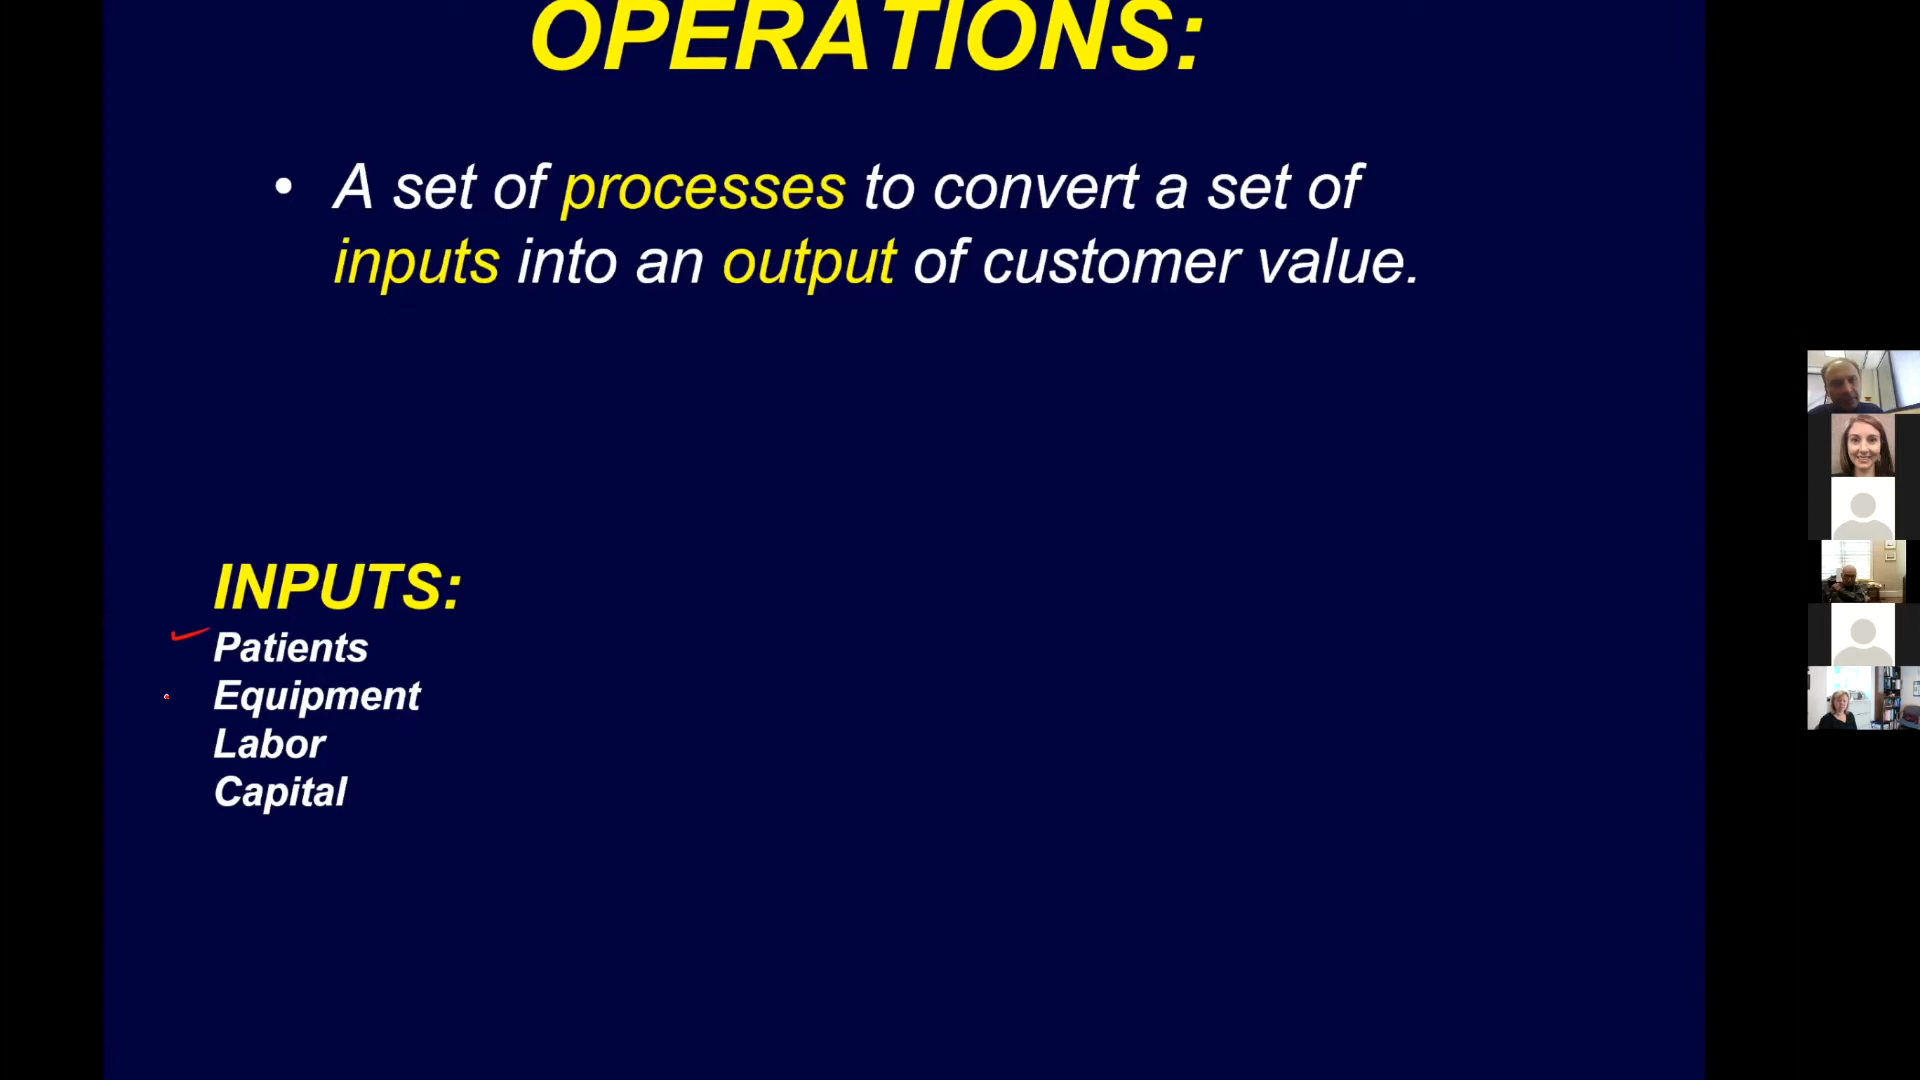 OPERATIONS:
• A set of processes to convert a set of
inputs into an output of customer value.
INPUTS:
Patients
Equipment
Labor
Capital